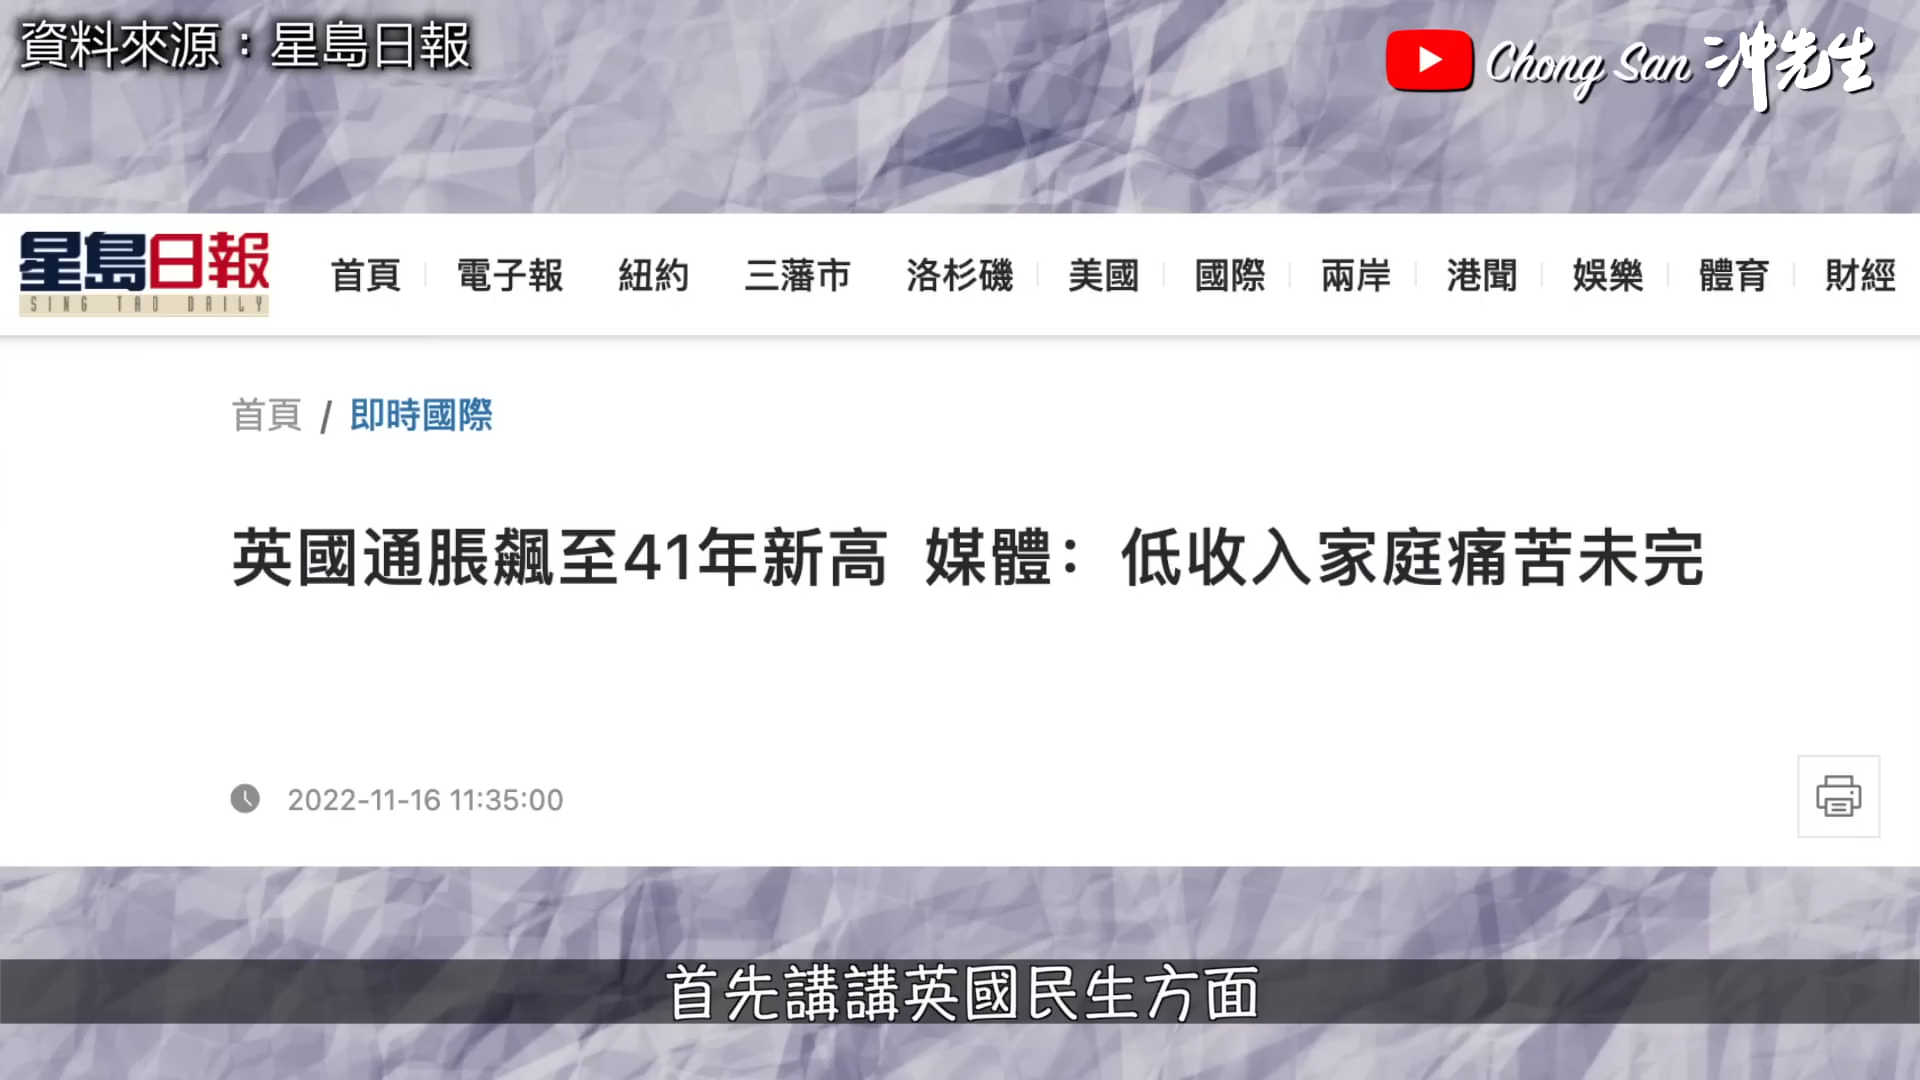 資料來源：星島日報
Chong San 沖先生
星島日報
SING TAO DAILY
首頁 電子報 紐約 三藩市 洛杉磯 美國 國際 兩岸 港聞 娛樂 體育 財經
首頁 / 即時國際
英國通脹飆至41年新高 媒體：低收入家庭痛苦未完
2022-11-16 11:35:00
首先講講英國民生方面